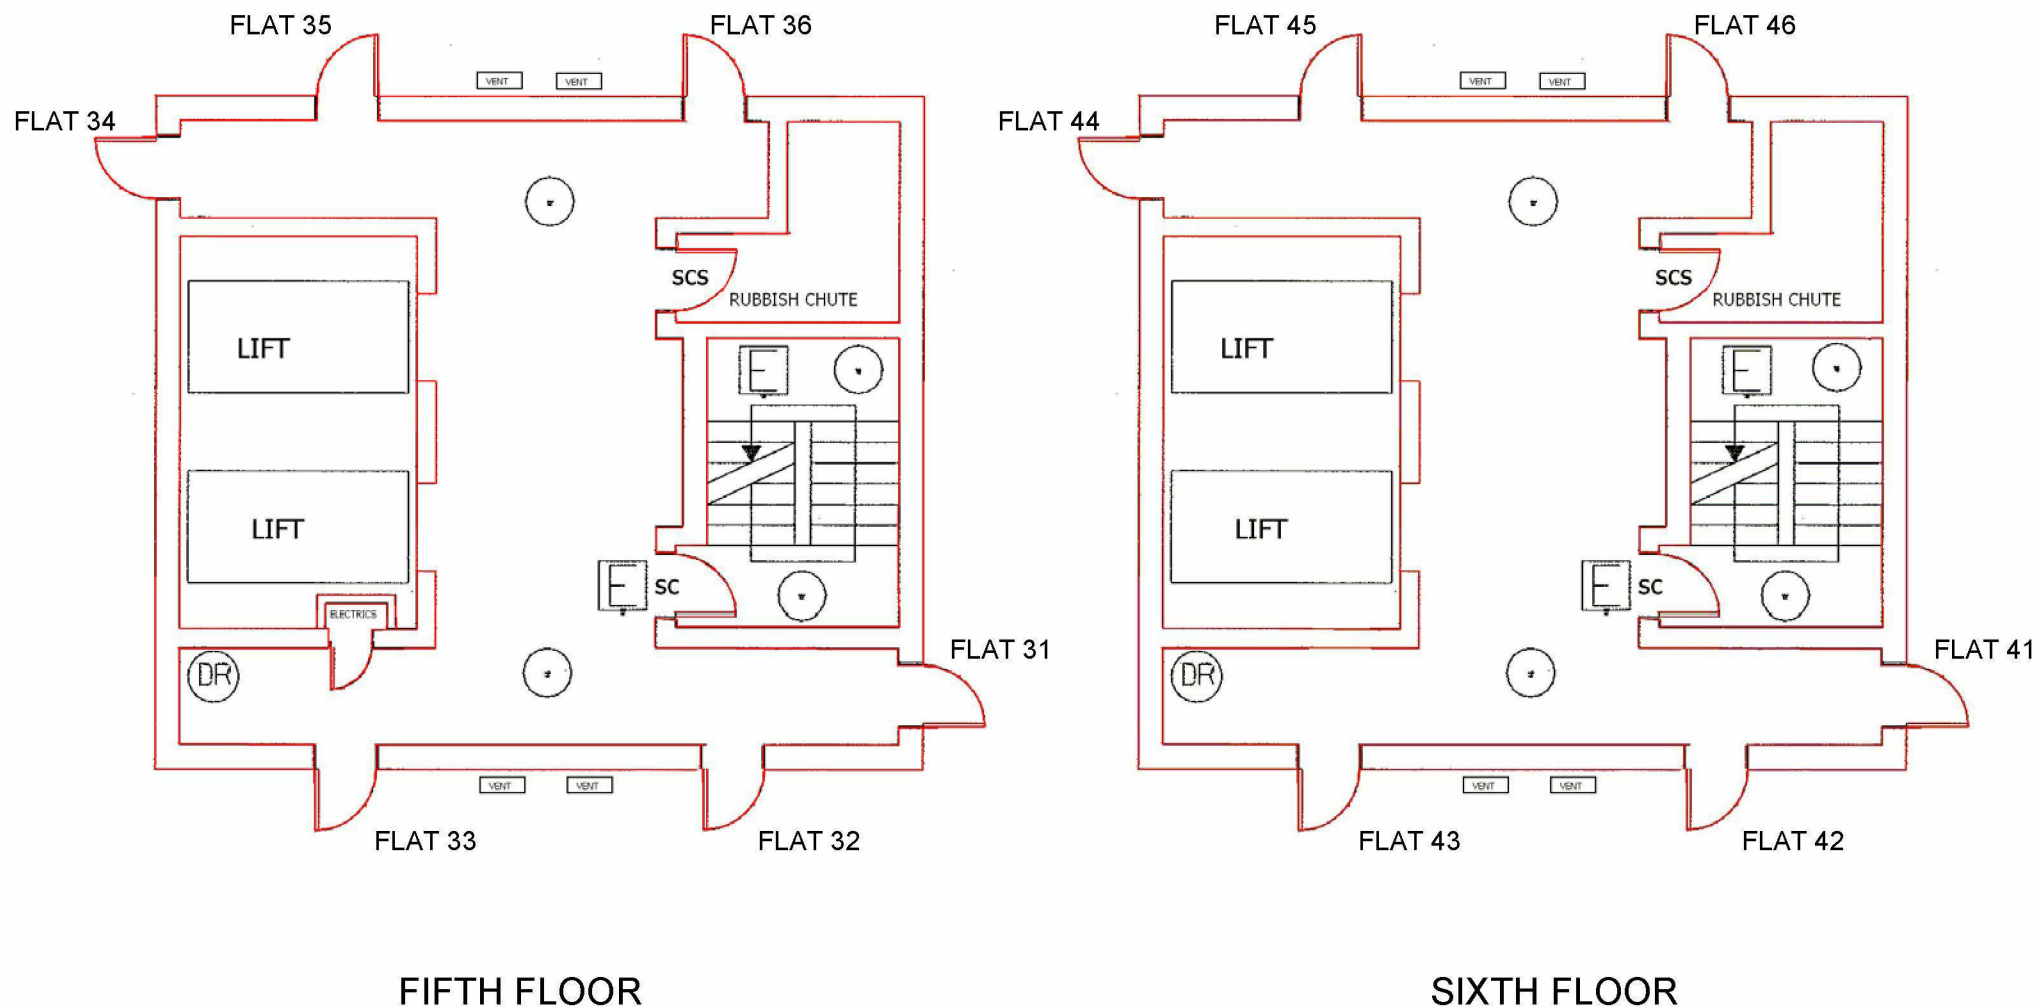 FLAT 35
FLAT 36
VENT
VENT
FLAT 34
SCS
RUBBISH CHUTE
LIFT
E
LIFT
E
SC
ELECTRICS
DR
FLAT 31
VENT
VENT
FLAT 33
FLAT 32
FIFTH FLOOR
FLAT 45
FLAT 46
VENT
VENT
FLAT 44
SCS
RUBBISH CHUTE
LIFT
E
LIFT
E
SC
DR
FLAT 41
VENT
VENT
FLAT 43
FLAT 42
SIXTH FLOOR